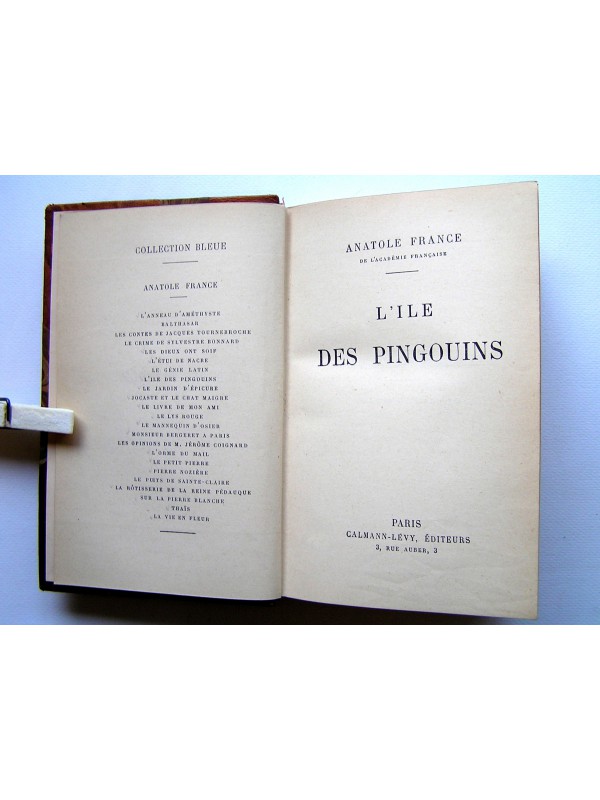 COLLECTION BLEUE
ANATOLE FRANCE
L'ANNEAU D'AMÉTHYSTE
BALTHASAR
LES CONTES DE JACQUES TOURNEBROCHE
LE CRIME DE SYLVESTRE BONNARD
LES DIEUX ONT SOIF
L'ÉTUI DE NACRE
LE GÉNIE LATIN
L'ILE DES PINGOUINS
LE JARDIN D'ÉPICURE
JOCASTE ET LE CHAT MAIGRE
LE LIVRE DE MON AMI
LE LYS ROUGE
LE MANNEQUIN D'OSIER
MONSIEUR BERGERET A PARIS
LES OPINIONS DE M. JÉRÔME COIGNARD
L'ORME DU MAIL
LE PETIT PIERRE
PIERRE NOZIÈRE
LE PUITS DE SAINTE-CLAIRE
LA RÔTISSERIE DE LA REINE PÉDAUQUE
SUR LA PIERRE BLANCHE
THAÏS
LA VIE EN FLEUR
ANATOLE FRANCE
DE L'ACADÉMIE FRANÇAISE
L'ILE
DES PINGOUINS
PARIS
CALMANN-LÉVY, ÉDITEURS
3, RUE AUBER, 3